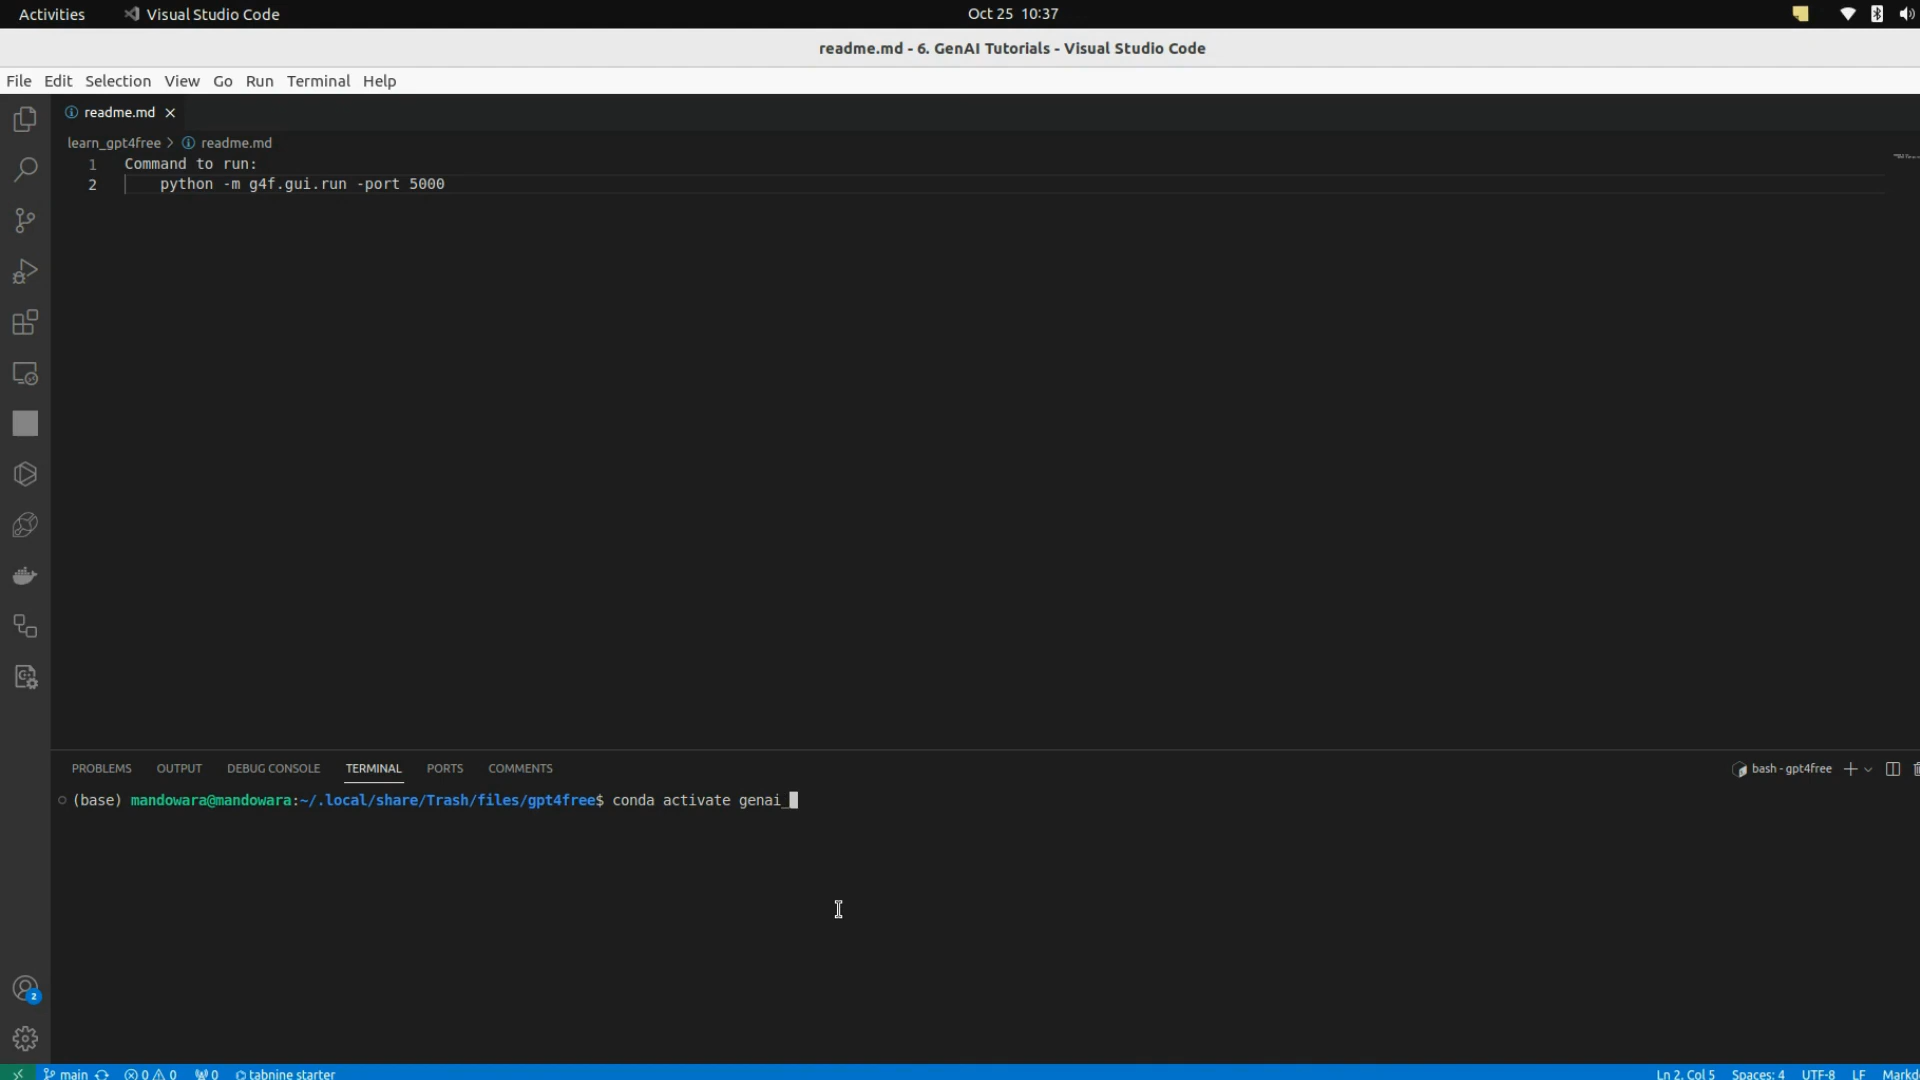 Activities Visual Studio Code Oct 25 10:37
readme.md - 6. GenAI Tutorials - Visual Studio Code
File Edit Selection View Go Run Terminal Help
readme.md
learn_gpt4free > readme.md
1 Command to run:
2 python -m g4f.gui.run -port 5000
PROBLEMS OUTPUT DEBUG CONSOLE TERMINAL PORTS COMMENTS
bash - gpt4free
(base) mandowara@mandowara:~/.local/share/Trash/files/gpt4free$ conda activate genai_
2
main 0 0 0 tabnine starter Ln 2, Col 5 Spaces: 4 UTF-8 LF Markd